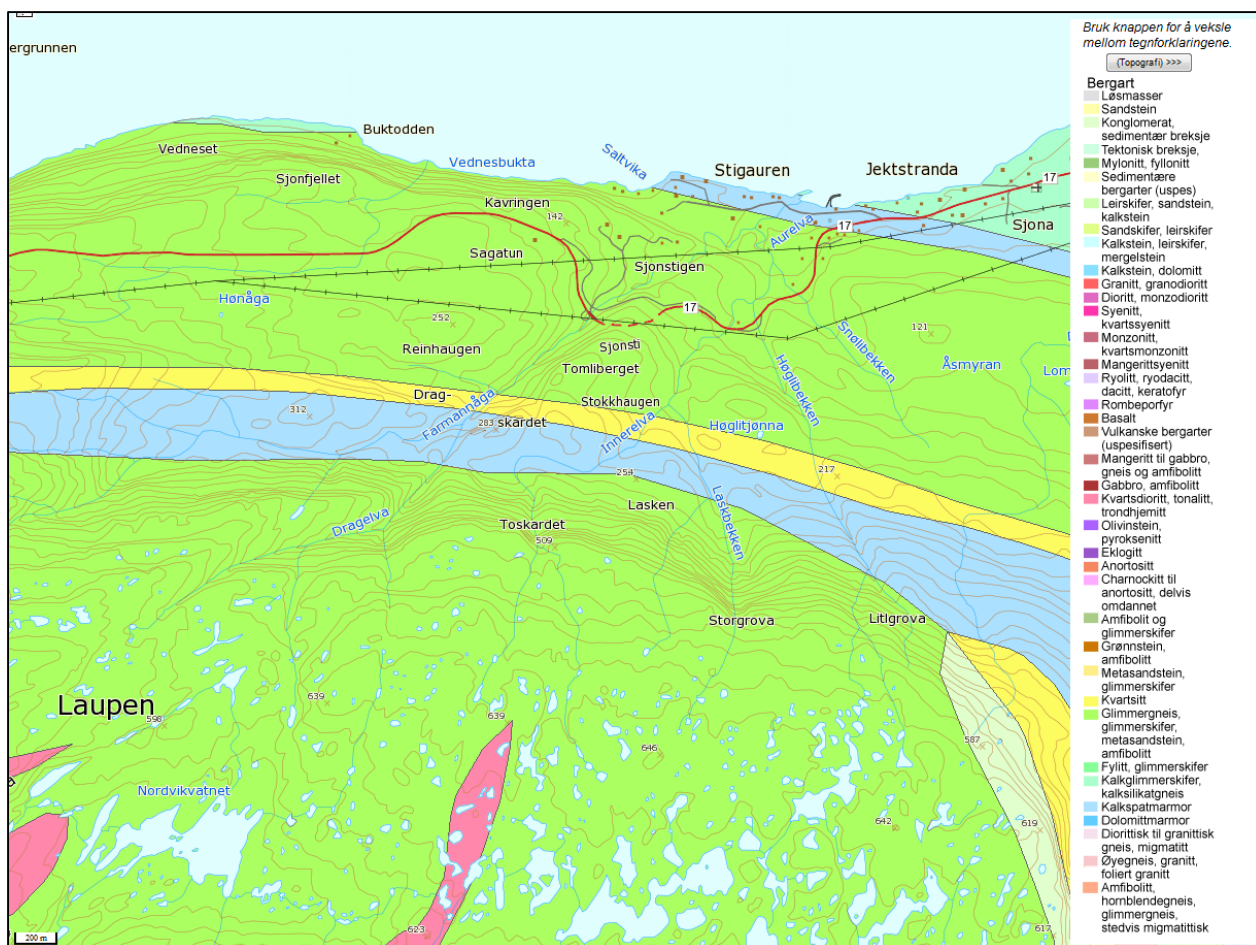 ergrunnen
Buktodden
Vedneset
Sjonfjellet
Vednesbukta
Saltvika
Stigauren
Jektstranda
17
Sjona
Kavringen
142
17
Aurelva
Sagatun
Sjonstigen
Hønåga
17
252
Reinhaugen
Sjonsti
Tomliberget
Snølibekken
121
Åsmyran
Høglibekken
Lom
Drag-
Stokkhaugen
312
Farmannåga
283
skardet
Innerelva
Høglitjønna
254
217
Lasken
Laskbekken
Dragelva
Toskardet
509
Storgrova
Litlgrova
Laupen
598
639
639
646
587
Nordvikvatnet
642
619
623
617
200 m
Bruk knappen for å veksle
mellom tegnforklaringene.
(Topografi) >>>
Bergart
Løsmasser
Sandstein
Konglomerat,
sedimentær breksje
Tektonisk breksje,
Mylonitt, fyllonitt
Sedimentære
bergarter (uspes)
Leirskifer, sandstein,
kalkstein
Sandskifer, leirskifer
Kalkstein, leirskifer,
mergelstein
Kalkstein, dolomitt
Granitt, granodioritt
Dioritt, monzodioritt
Syenitt,
kvartssyenitt
Monzonitt,
kvartsmonzonitt
Mangerittsyenitt
Ryolitt, ryodacitt,
dacitt, keratofyr
Rombeporfyr
Basalt
Vulkanske bergarter
(uspesifisert)
Mangeritt til gabbro,
gneis og amfibolitt
Gabbro, amfibolitt
Kvartsdioritt, tonalitt,
trondhjemitt
Olivinstein,
pyroksenitt
Eklogitt
Anortositt
Charnockitt til
anortositt, delvis
omdannet
Amfibolit og
glimmerskifer
Grønnstein,
amfibolitt
Metasandstein,
glimmerskifer
Kvartsitt
Glimmergneis,
glimmerskifer,
metasandstein,
amfibolitt
Fylitt, glimmerskifer
Kalkglimmerskifer,
kalksilikatgneis
Kalkspatmarmor
Dolomittmarmor
Diorittisk til granittisk
gneis, migmatitt
Øyegneis, granitt,
foliert granitt
Amfibolitt,
hornblendegneis,
glimmergneis,
stedvis migmatittisk